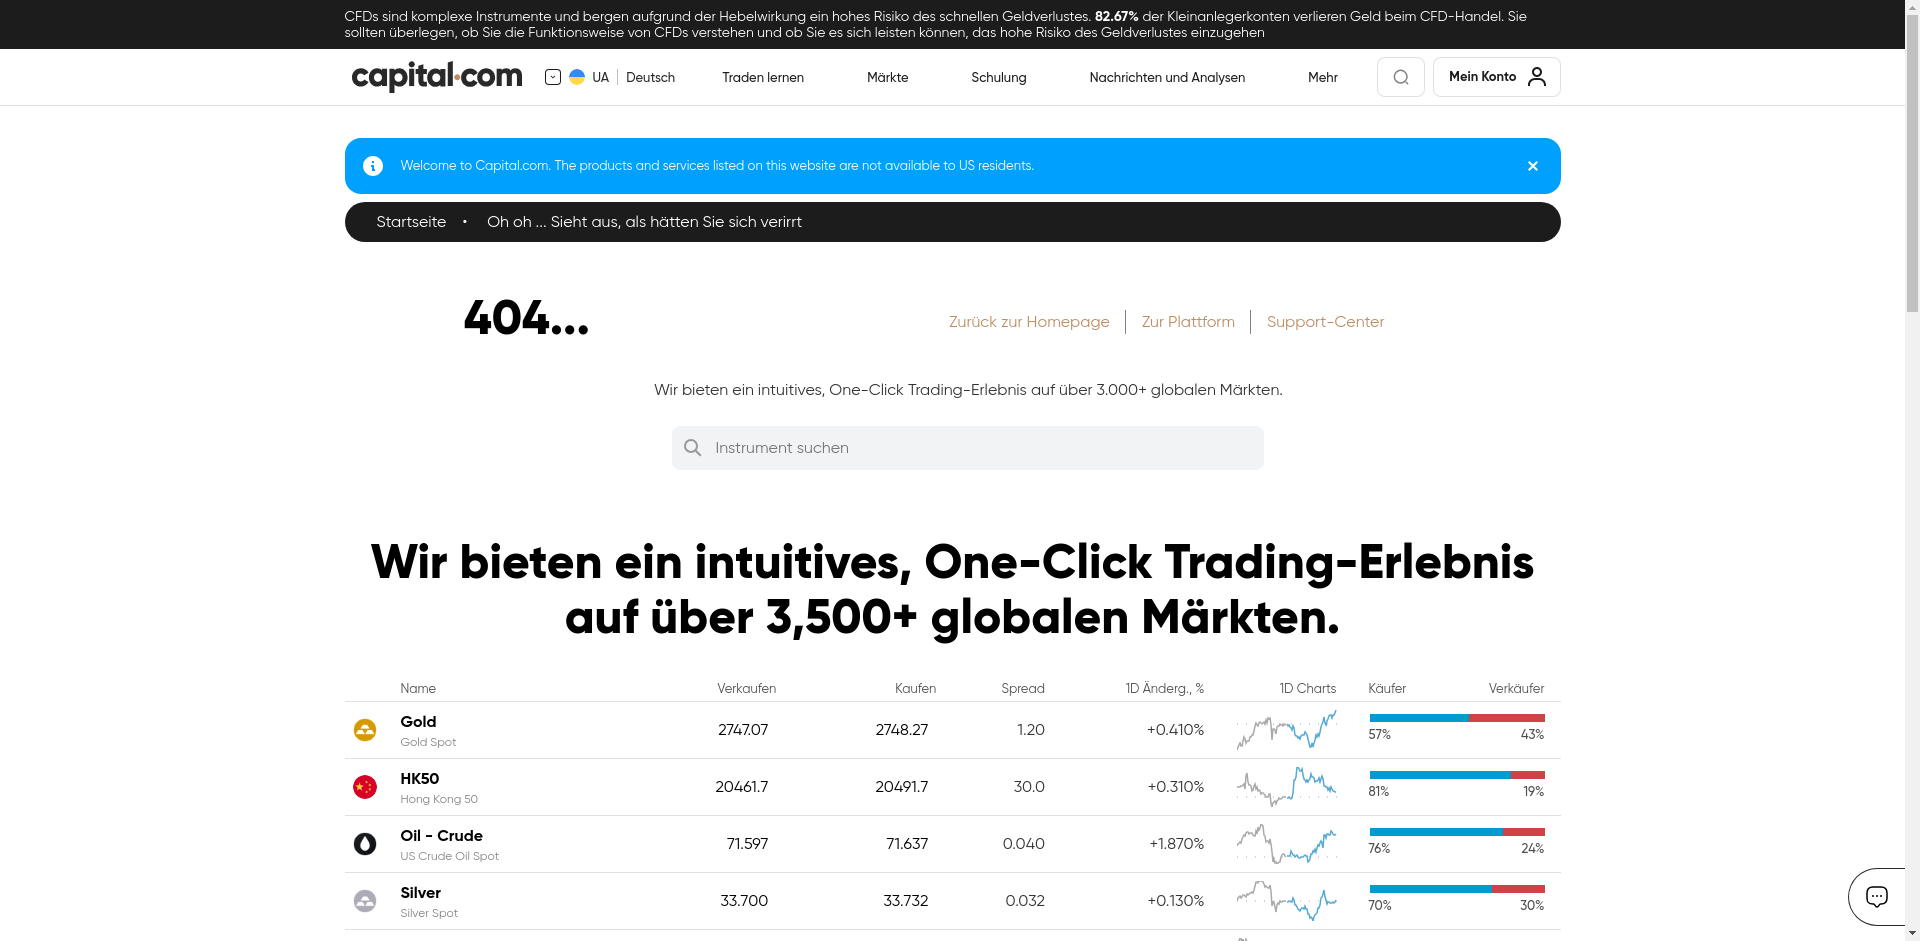 CFDs sind komplexe Instrumente und bergen aufgrund der Hebelwirkung ein hohes Risiko des schnellen Geldverlustes. 82.67% der Kleinanlegerkonten verlieren Geld beim CFD-Handel. Sie
sollten überlegen, ob Sie die Funktionsweise von CFDs verstehen und ob Sie es sich leisten können, das hohe Risiko des Geldverlustes einzugehen
capital.com UA Deutsch Traden lernen Märkte Schulung Nachrichten und Analysen Mehr Mein Konto
Welcome to Capital.com. The products and services listed on this website are not available to US residents.
Startseite • Oh oh ... Sieht aus, als hätten Sie sich verirrt
404... Zurück zur Homepage Zur Plattform Support-Center
Wir bieten ein intuitives, One-Click Trading-Erlebnis auf über 3.000+ globalen Märkten.
Instrument suchen
Wir bieten ein intuitives, One-Click Trading-Erlebnis
auf über 3,500+ globalen Märkten.
Name Verkaufen Kaufen Spread 1D Änderg., % 1D Charts Käufer Verkäufer
Gold 2747.07 2748.27 1.20 +0.410% 57% 43%
Gold Spot
HK50 20461.7 20491.7 30.0 +0.310% 81% 19%
Hong Kong 50
Oil - Crude 71.597 71.637 0.040 +1.870% 76% 24%
US Crude Oil Spot
Silver 33.700 33.732 0.032 +0.130% 70% 30%
Silver Spot